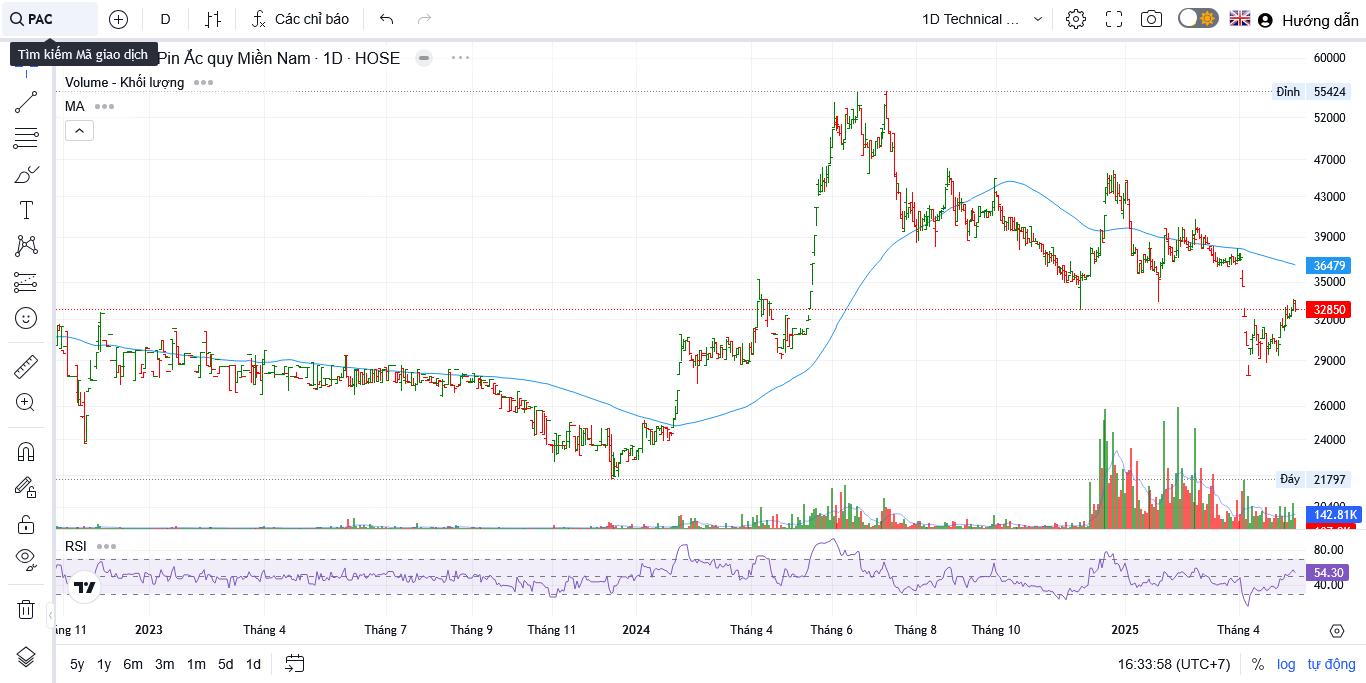 PAC
D
Các chỉ báo
1D Technical ...
Hướng dẫn
Tìm kiếm Mã giao dịch
Pin Ắc quy Miền Nam · 1D · HOSE
Volume - Khối lượng
MA
60000
Đỉnh 55424
52000
47000
43000
39000
36479
35000
32850
32000
29000
26000
24000
Đáy 21797
142.81K
RSI
80.00
54.30
40.00
ng 11 2023 Tháng 4 Tháng 7 Tháng 9 Tháng 11 2024 Tháng 4 Tháng 6 Tháng 8 Tháng 10 2025 Tháng 4
5y 1y 6m 3m 1m 5d 1d
16:33:58 (UTC+7) % log tự động